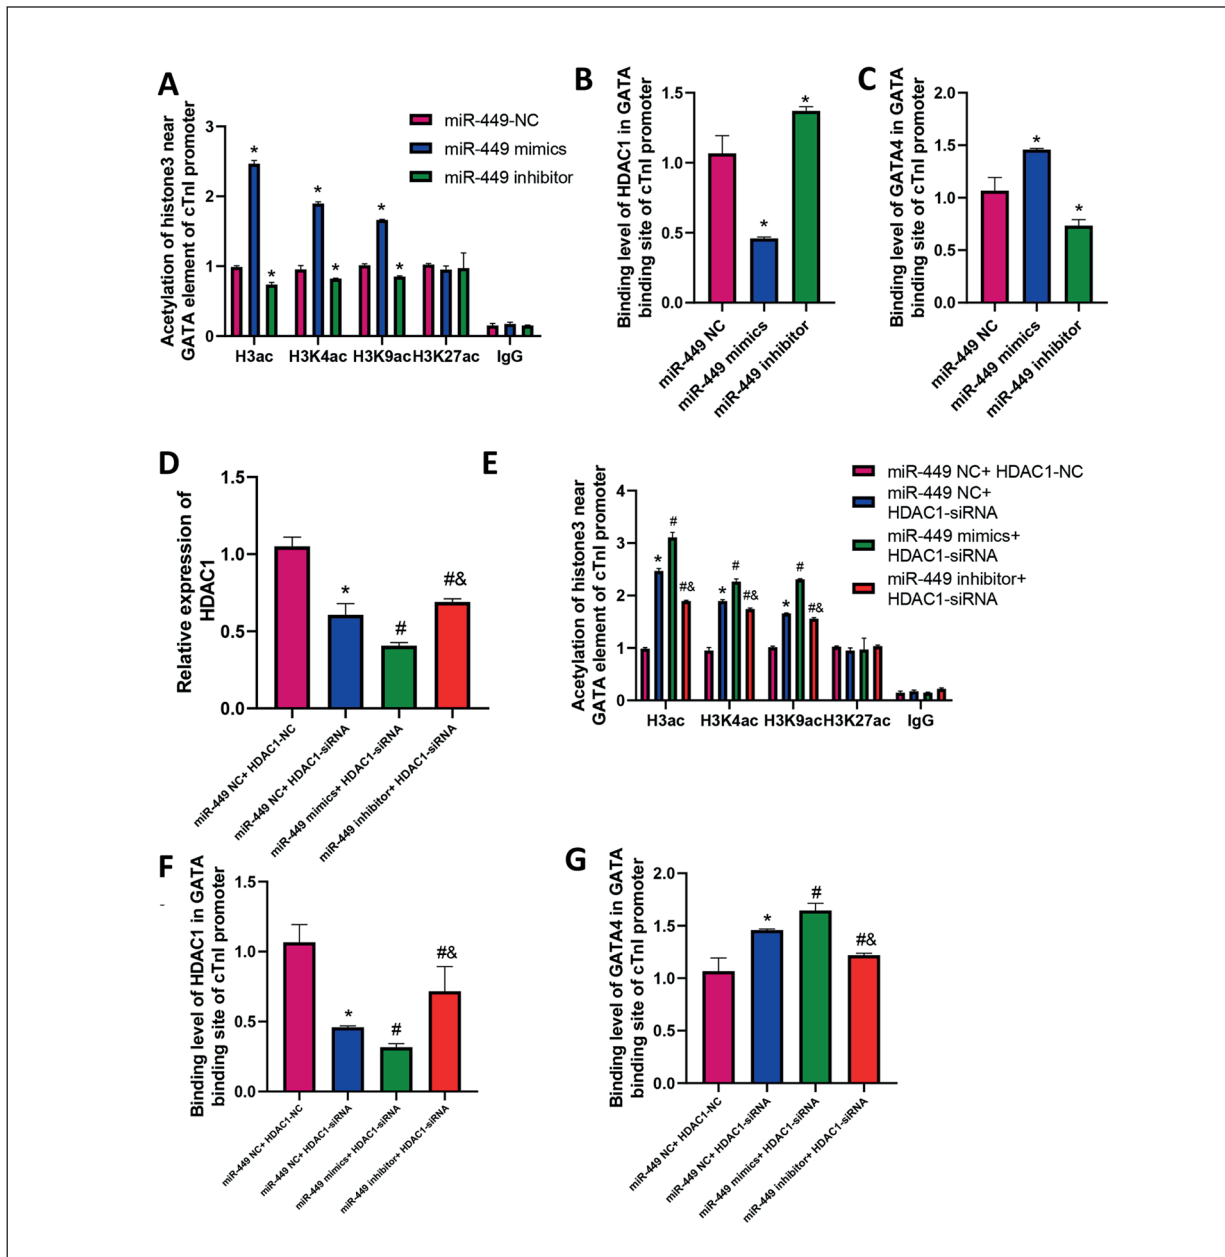 A
Acetylation of histone3 near
GATA element of cTnI promoter
3
2
1
0
*
*
*
*
*
*
H3ac
H3K4ac
H3K9ac
H3K27ac
IgG
miR-449-NC
miR-449 mimics
miR-449 inhibitor
B
Binding level of HDAC1 in GATA
binding site of cTnI promoter
1.5
1.0
0.5
0.0
*
*
miR-449 NC
miR-449 mimics
miR-449 inhibitor
C
Binding level of GATA4 in GATA
binding site of cTnI promoter
2.0
1.5
1.0
0.5
0.0
*
*
miR-449 NC
miR-449 mimics
miR-449 inhibitor
D
Relative expression of
HDAC1
1.5
1.0
0.5
0.0
*
#
#&
miR-449 NC+ HDAC1-NC
miR-449 NC+ HDAC1-siRNA
miR-449 mimics+ HDAC1-siRNA
miR-449 inhibitor+ HDAC1-siRNA
E
Acetylation of histone3 near
GATA element of cTnI promoter
4
3
2
1
0
*
#
#&
*
#
#&
*
#
#&
H3ac
H3K4ac
H3K9ac
H3K27ac
IgG
miR-449 NC+ HDAC1-NC
miR-449 NC+
HDAC1-siRNA
miR-449 mimics+
HDAC1-siRNA
miR-449 inhibitor+
HDAC1-siRNA
F
Binding level of HDAC1 in GATA
binding site of cTnI promoter
1.5
1.0
0.5
0.0
*
#
#&
miR-449 NC+ HDAC1-NC
miR-449 NC+ HDAC1-siRNA
miR-449 mimics+ HDAC1-siRNA
miR-449 inhibitor+ HDAC1-siRNA
G
Binding level of GATA4 in GATA
binding site of cTnI promoter
2.0
1.5
1.0
0.5
0.0
*
#
#&
miR-449 NC+ HDAC1-NC
miR-449 NC+ HDAC1-siRNA
miR-449 mimics+ HDAC1-siRNA
miR-449 inhibitor+ HDAC1-siRNA